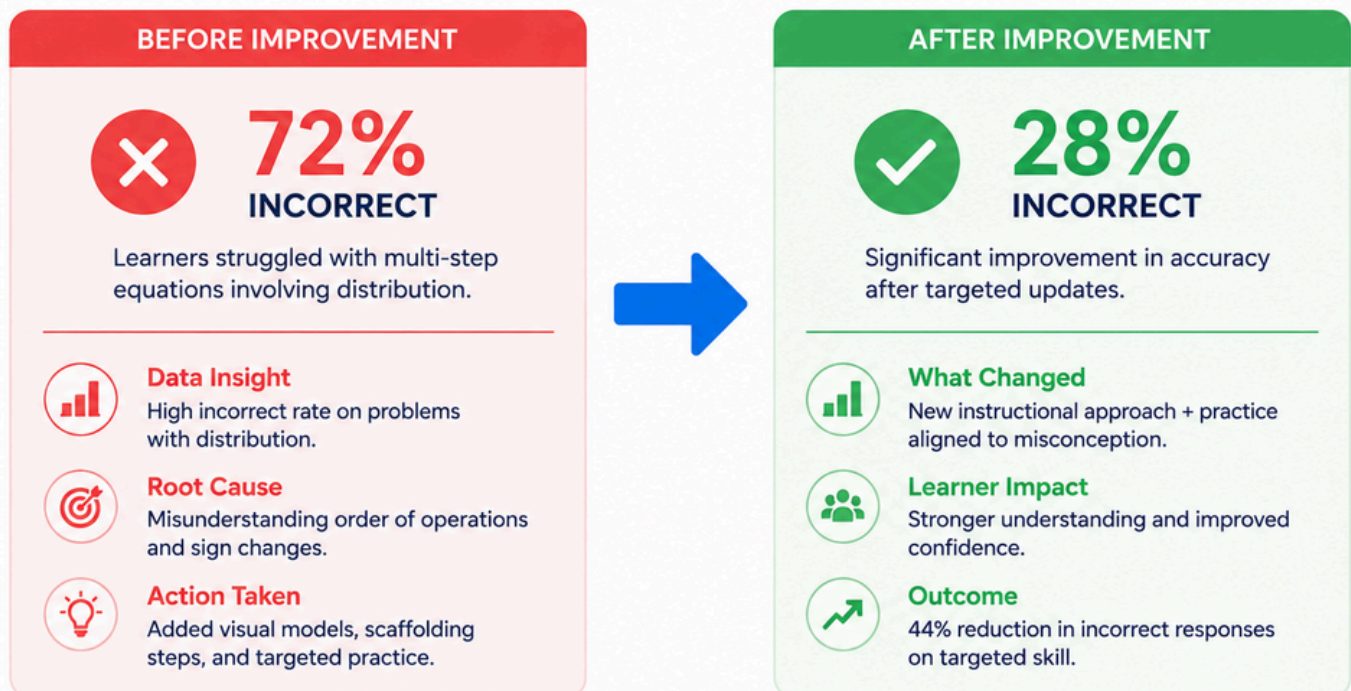 BEFORE IMPROVEMENT
72%
INCORRECT
Learners struggled with multi-step
equations involving distribution.
Data Insight
High incorrect rate on problems
with distribution.
Root Cause
Misunderstanding order of operations
and sign changes.
Action Taken
Added visual models, scaffolding
steps, and targeted practice.
AFTER IMPROVEMENT
28%
INCORRECT
Significant improvement in accuracy
after targeted updates.
What Changed
New instructional approach + practice
aligned to misconception.
Learner Impact
Stronger understanding and improved
confidence.
Outcome
44% reduction in incorrect responses
on targeted skill.